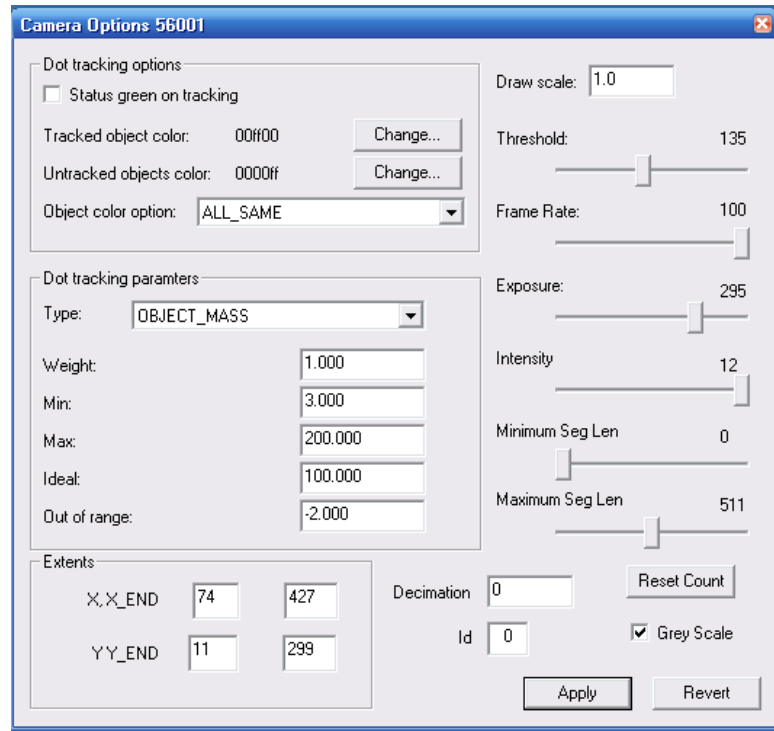 Camera Options 56001
Dot tracking options
Status green on tracking
Tracked object color: 00ff00 Change...
Untracked objects color: 0000ff Change...
Object color option: ALL_SAME
Dot tracking paramters
Type: OBJECT_MASS
Weight: 1.000
Min: 3.000
Max: 200.000
Ideal: 100.000
Out of range: -2.000
Extents
X,X_END 74 427
YY_END 11 299
Draw scale: 1.0
Threshold: 135
Frame Rate: 100
Exposure: 295
Intensity 12
Minimum Seg Len 0
Maximum Seg Len 511
Decimation 0
Reset Count
Id 0
Grey Scale
Apply Revert